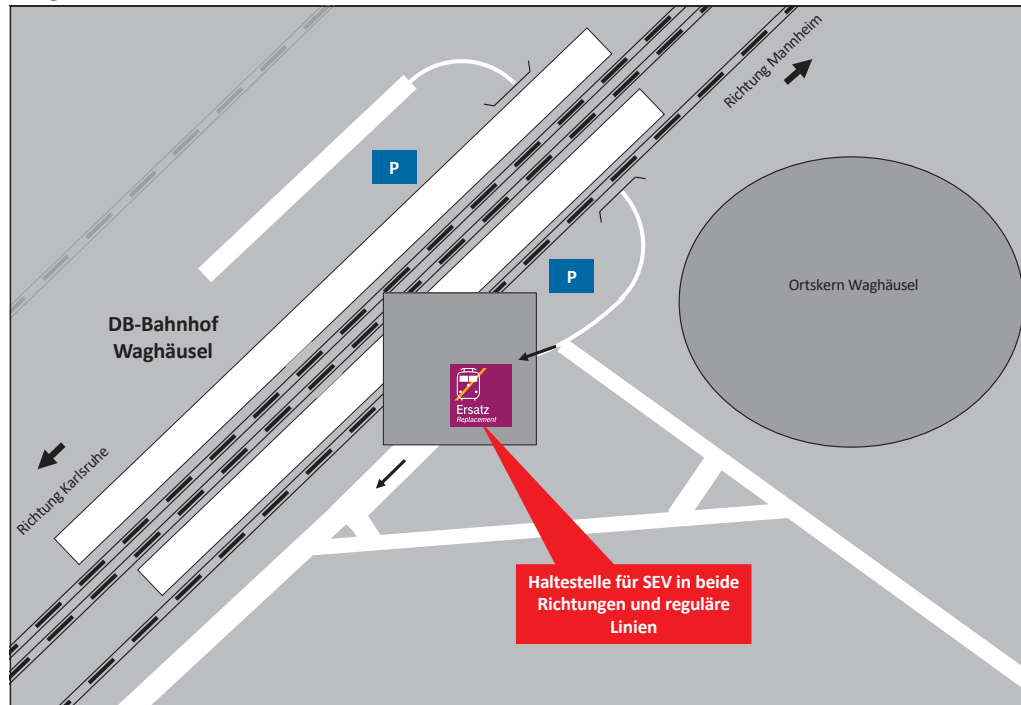 Richtung Mannheim
P
P
Ortskern Waghäusel
DB-Bahnhof
Waghäusel
Ersatz
Replacement
Richtung Karlsruhe
Haltestelle für SEV in beide
Richtungen und reguläre
Linien